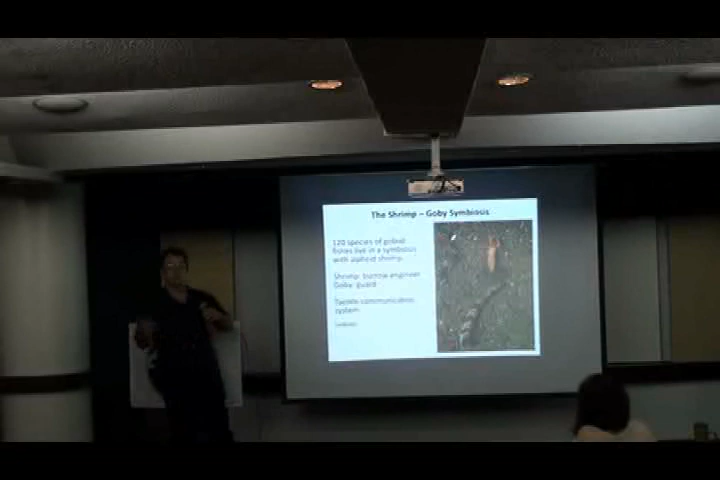 The Shrimp – Goby Symbiosis
120 species of gobiid
fishes live in a symbiosis
with alpheid shrimp.
Shrimp: burrow engineer
Goby: guard
Tactile communication
system